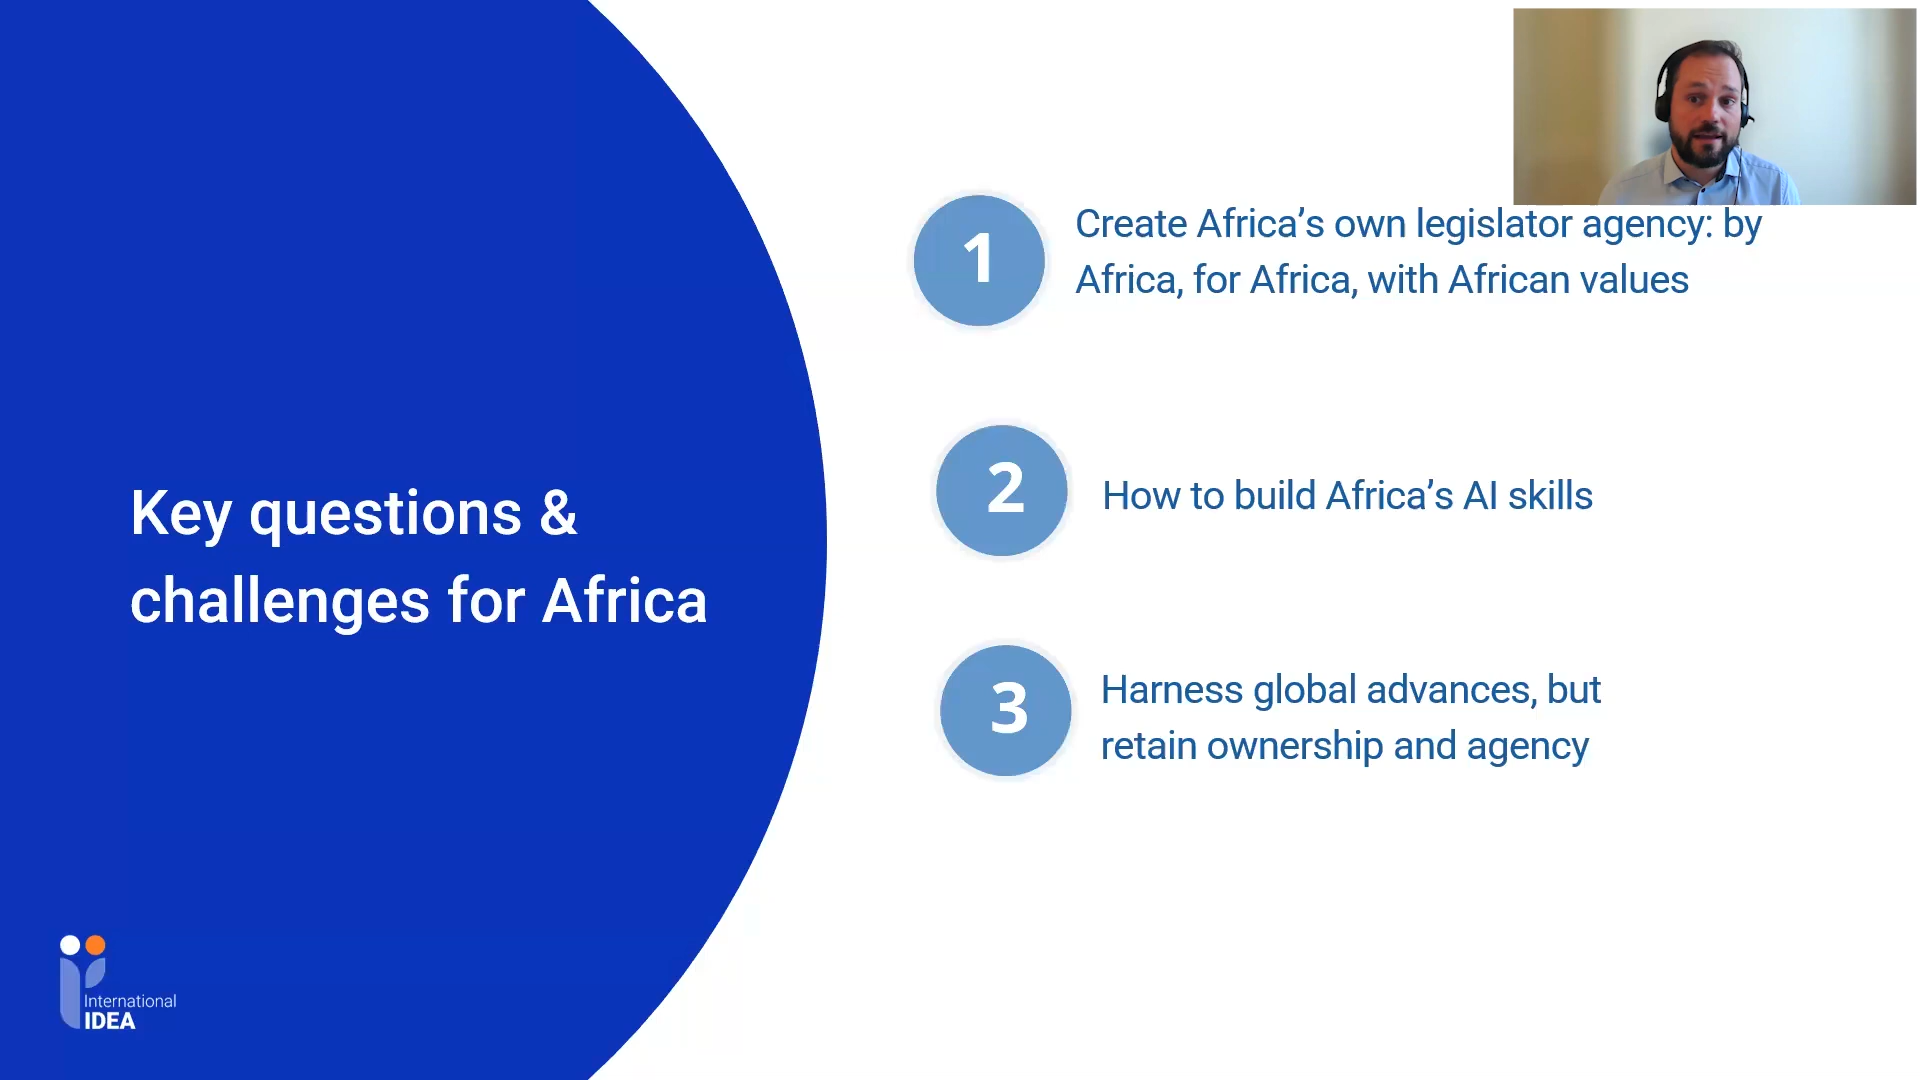 Key questions &
challenges for Africa
1
Create Africa’s own legislator agency: by
Africa, for Africa, with African values
2
How to build Africa’s AI skills
3
Harness global advances, but
retain ownership and agency
International
IDEA